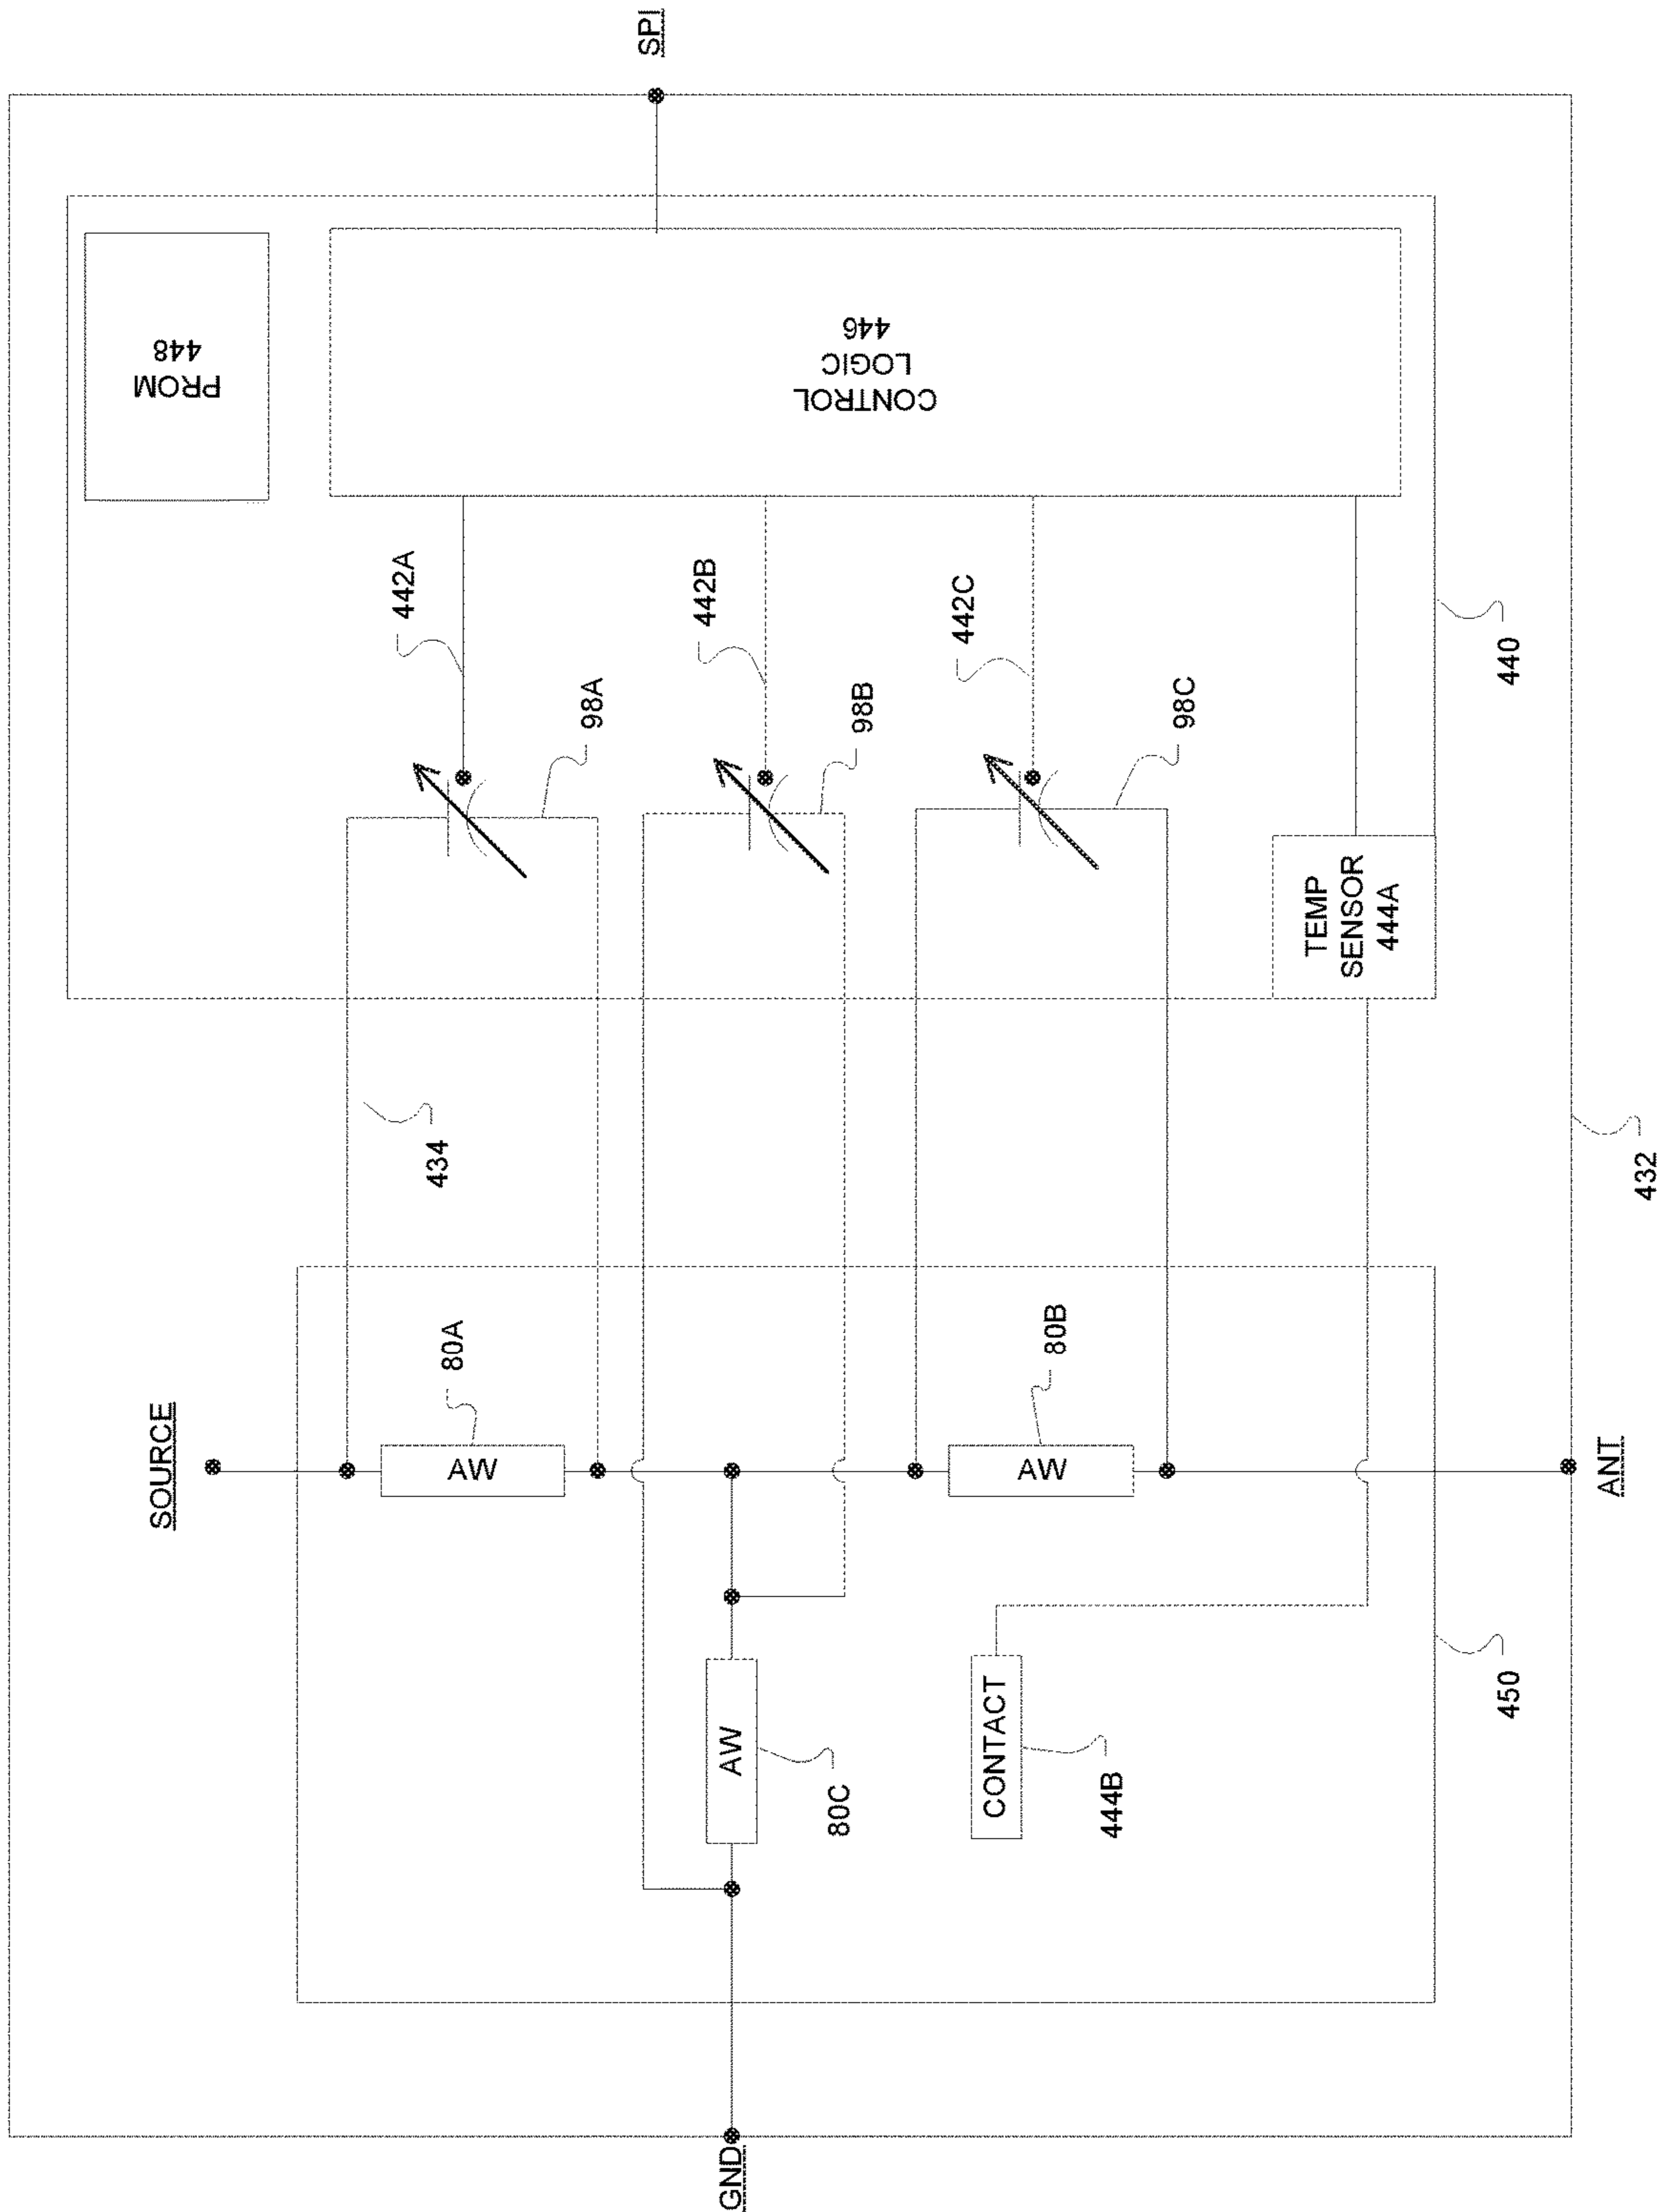 SPI
PROM
448
CONTROL
LOGIC
446
442A
442B
442C
98A
98B
98C
440
TEMP
SENSOR
444A
434
432
SOURCE
80A
AW
80B
AW
ANT
AW
80C
CONTACT
444B
450
GND